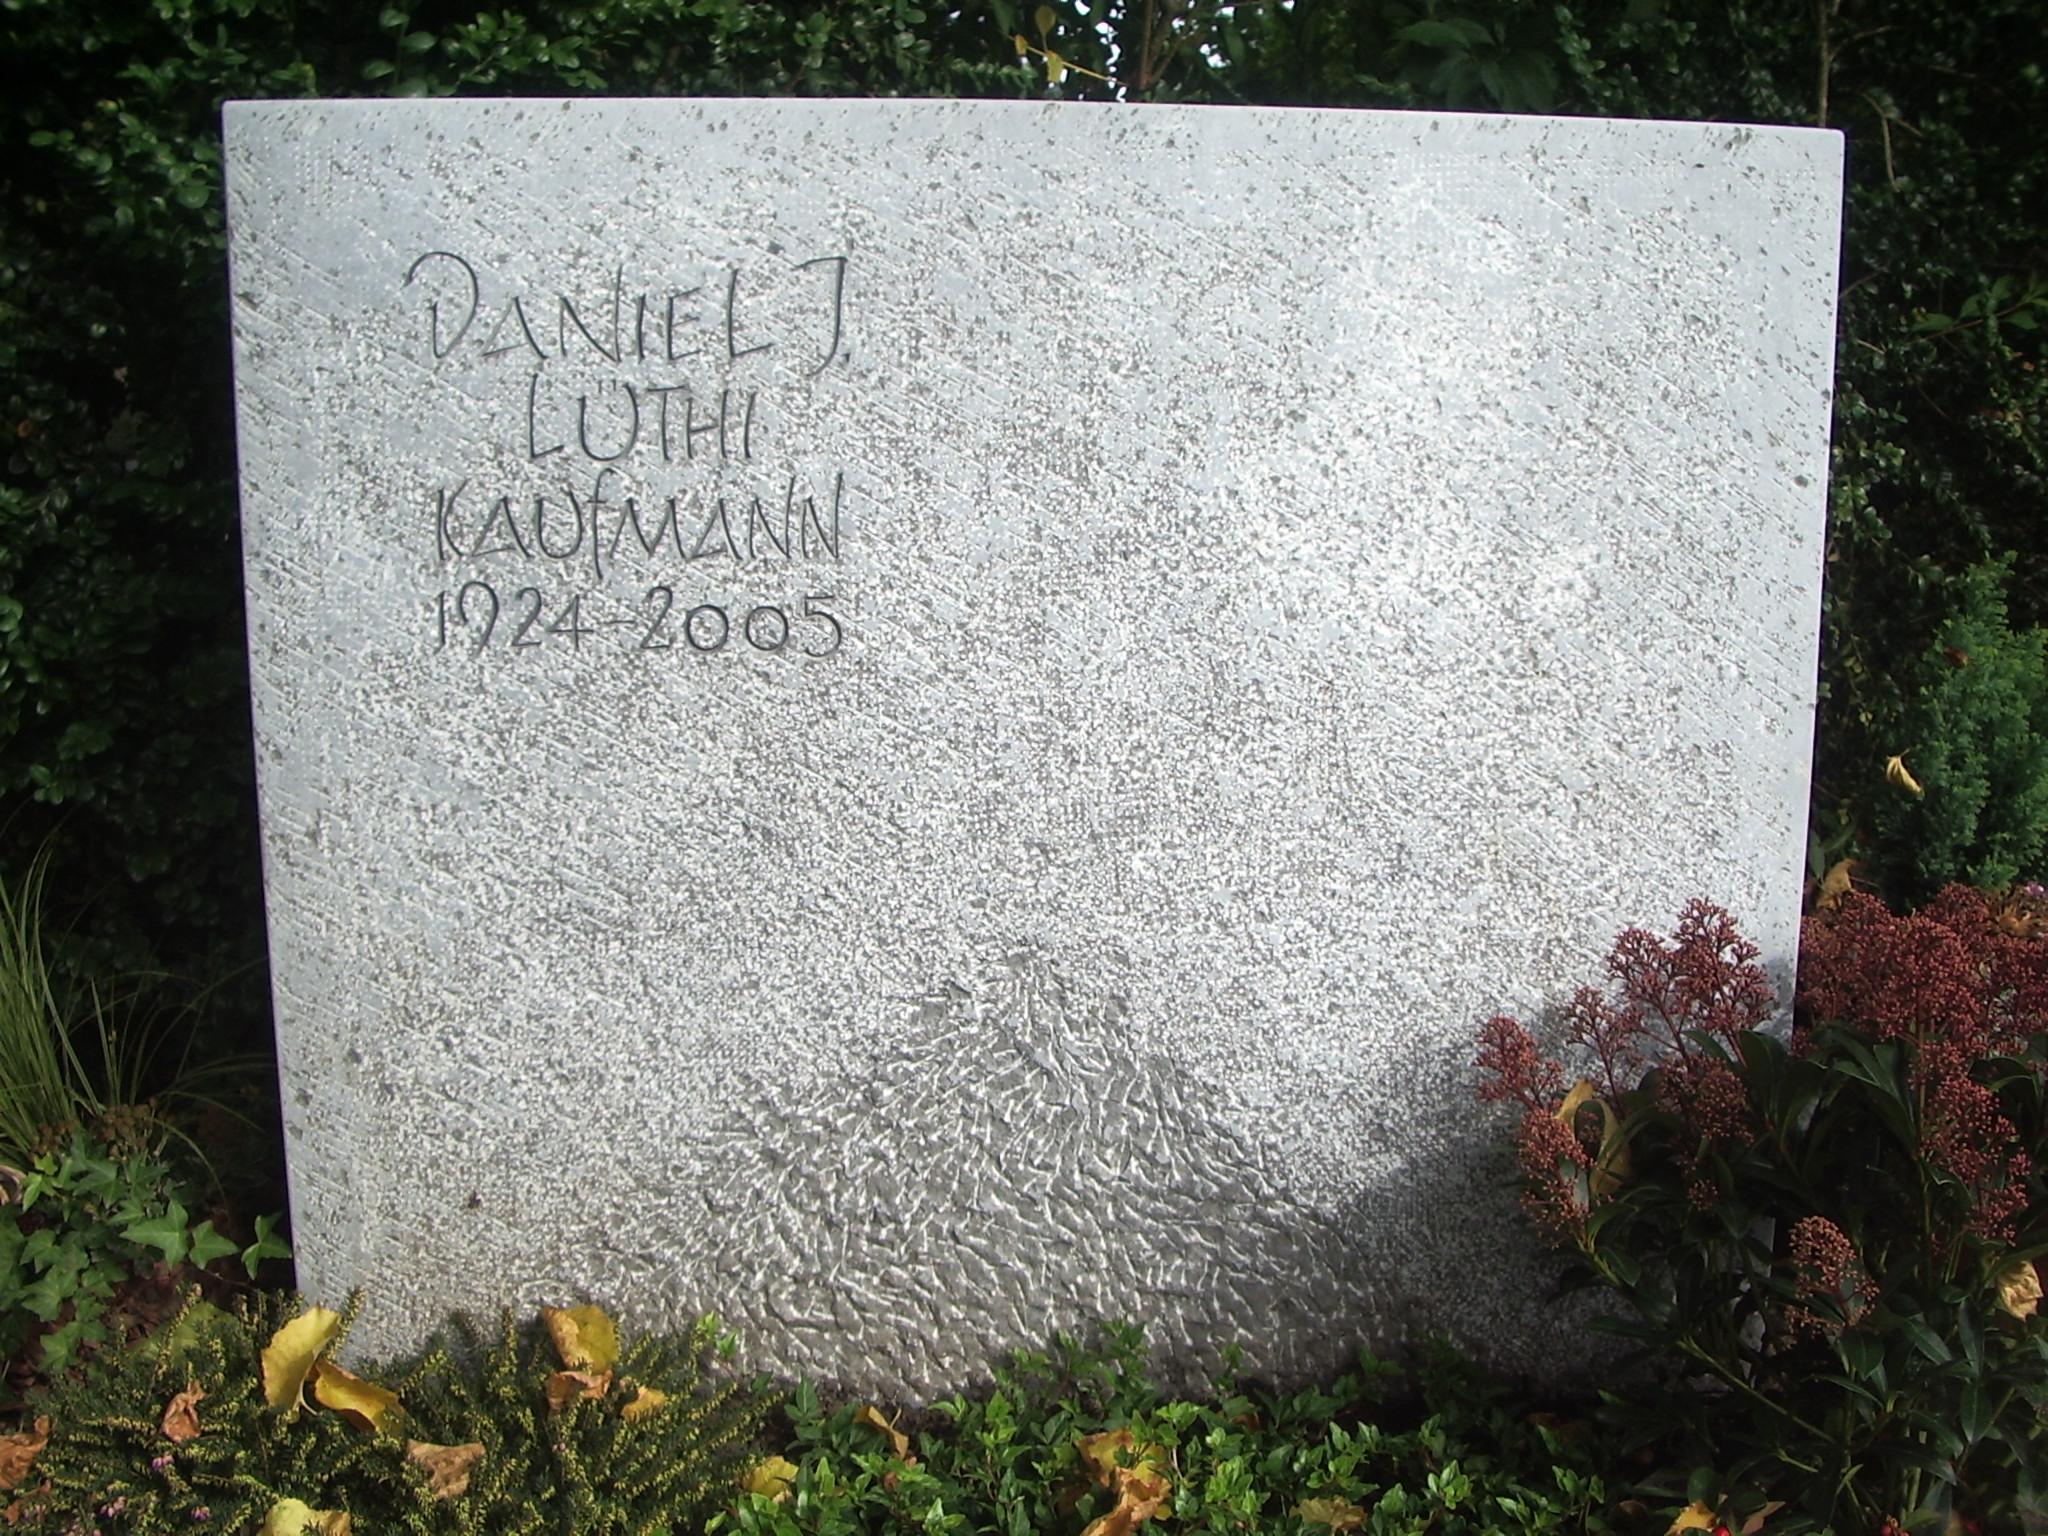 DANIEL J.
LÜTHI
KAUFMANN
1924-2005